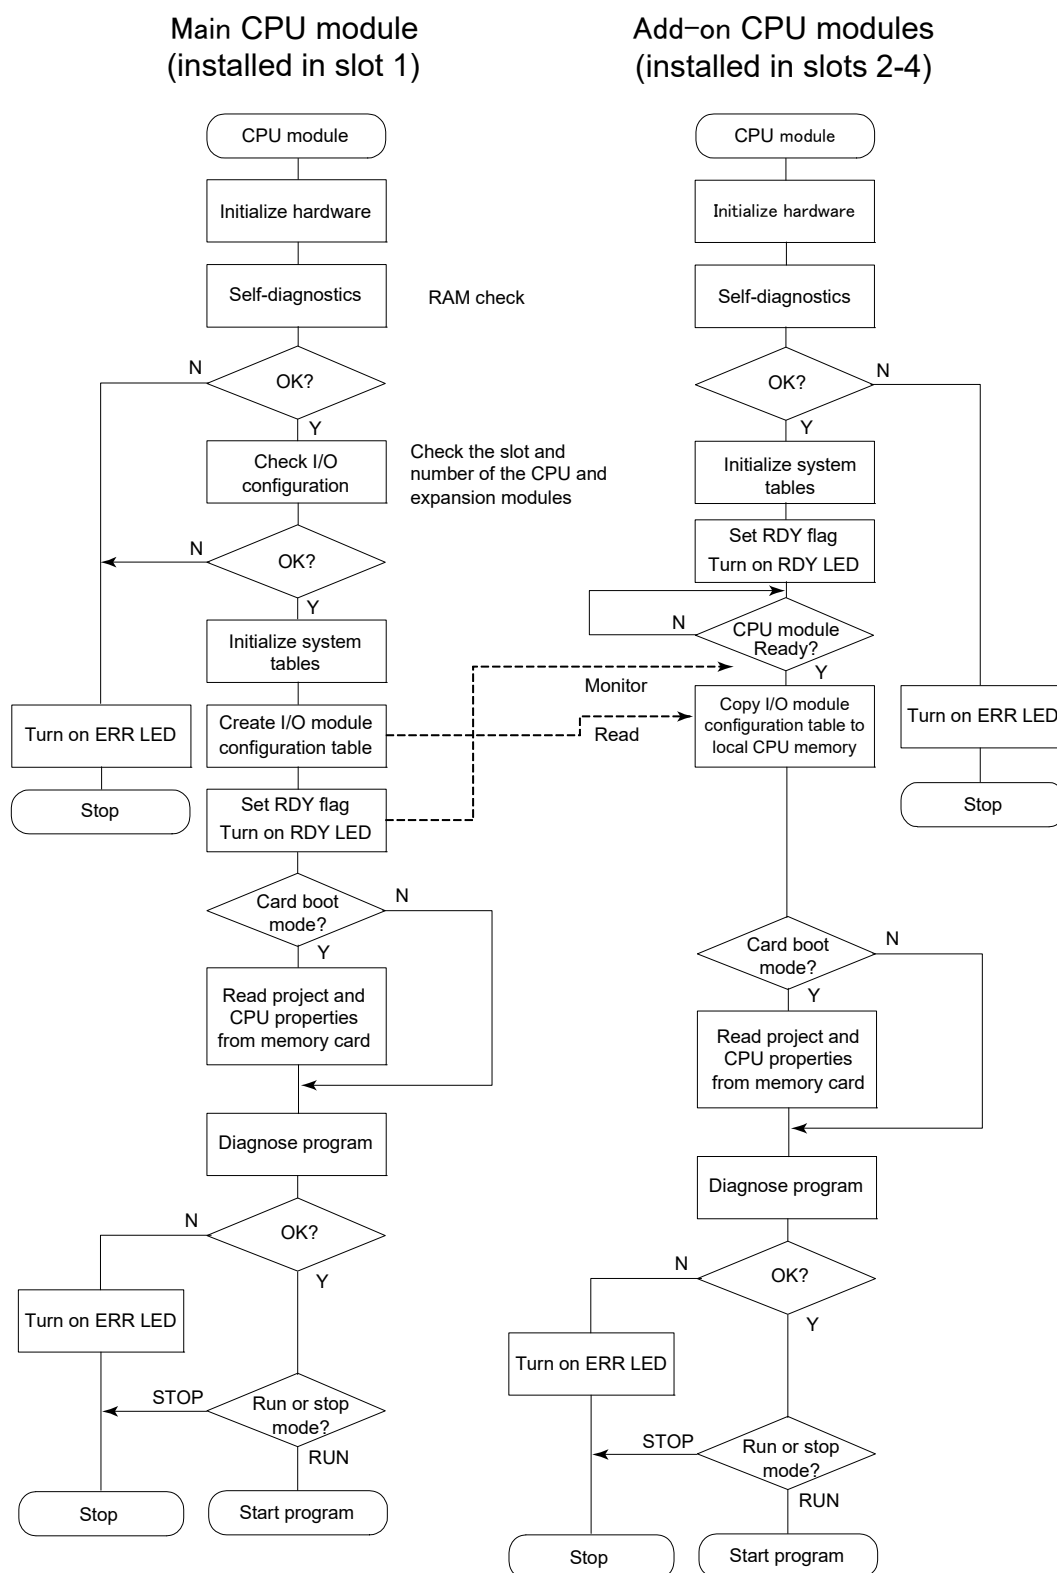 Main CPU module
(installed in slot 1)
CPU module
Initialize hardware
Self-diagnostics
RAM check
N
OK?
Y
Check I/O
configuration
Check the slot and
number of the CPU and
expansion modules
N
OK?
Y
Initialize system
tables
Create I/O module
configuration table
Turn on ERR LED
Stop
Set RDY flag
Turn on RDY LED
Monitor
Read
Card boot
mode?
N
Y
Read project and
CPU properties
from memory card
Diagnose program
N
OK?
Y
Turn on ERR LED
STOP
Run or stop
mode?
RUN
Stop
Start program
Add-on CPU modules
(installed in slots 2-4)
CPU module
Initialize hardware
Self-diagnostics
OK?
N
Y
Initialize system
tables
Set RDY flag
Turn on RDY LED
N
CPU module
Ready?
Y
Copy I/O module
configuration table to
local CPU memory
Turn on ERR LED
Stop
Card boot
mode?
N
Y
Read project and
CPU properties
from memory card
Diagnose program
N
OK?
Y
Turn on ERR LED
STOP
Run or stop
mode?
RUN
Stop
Start program